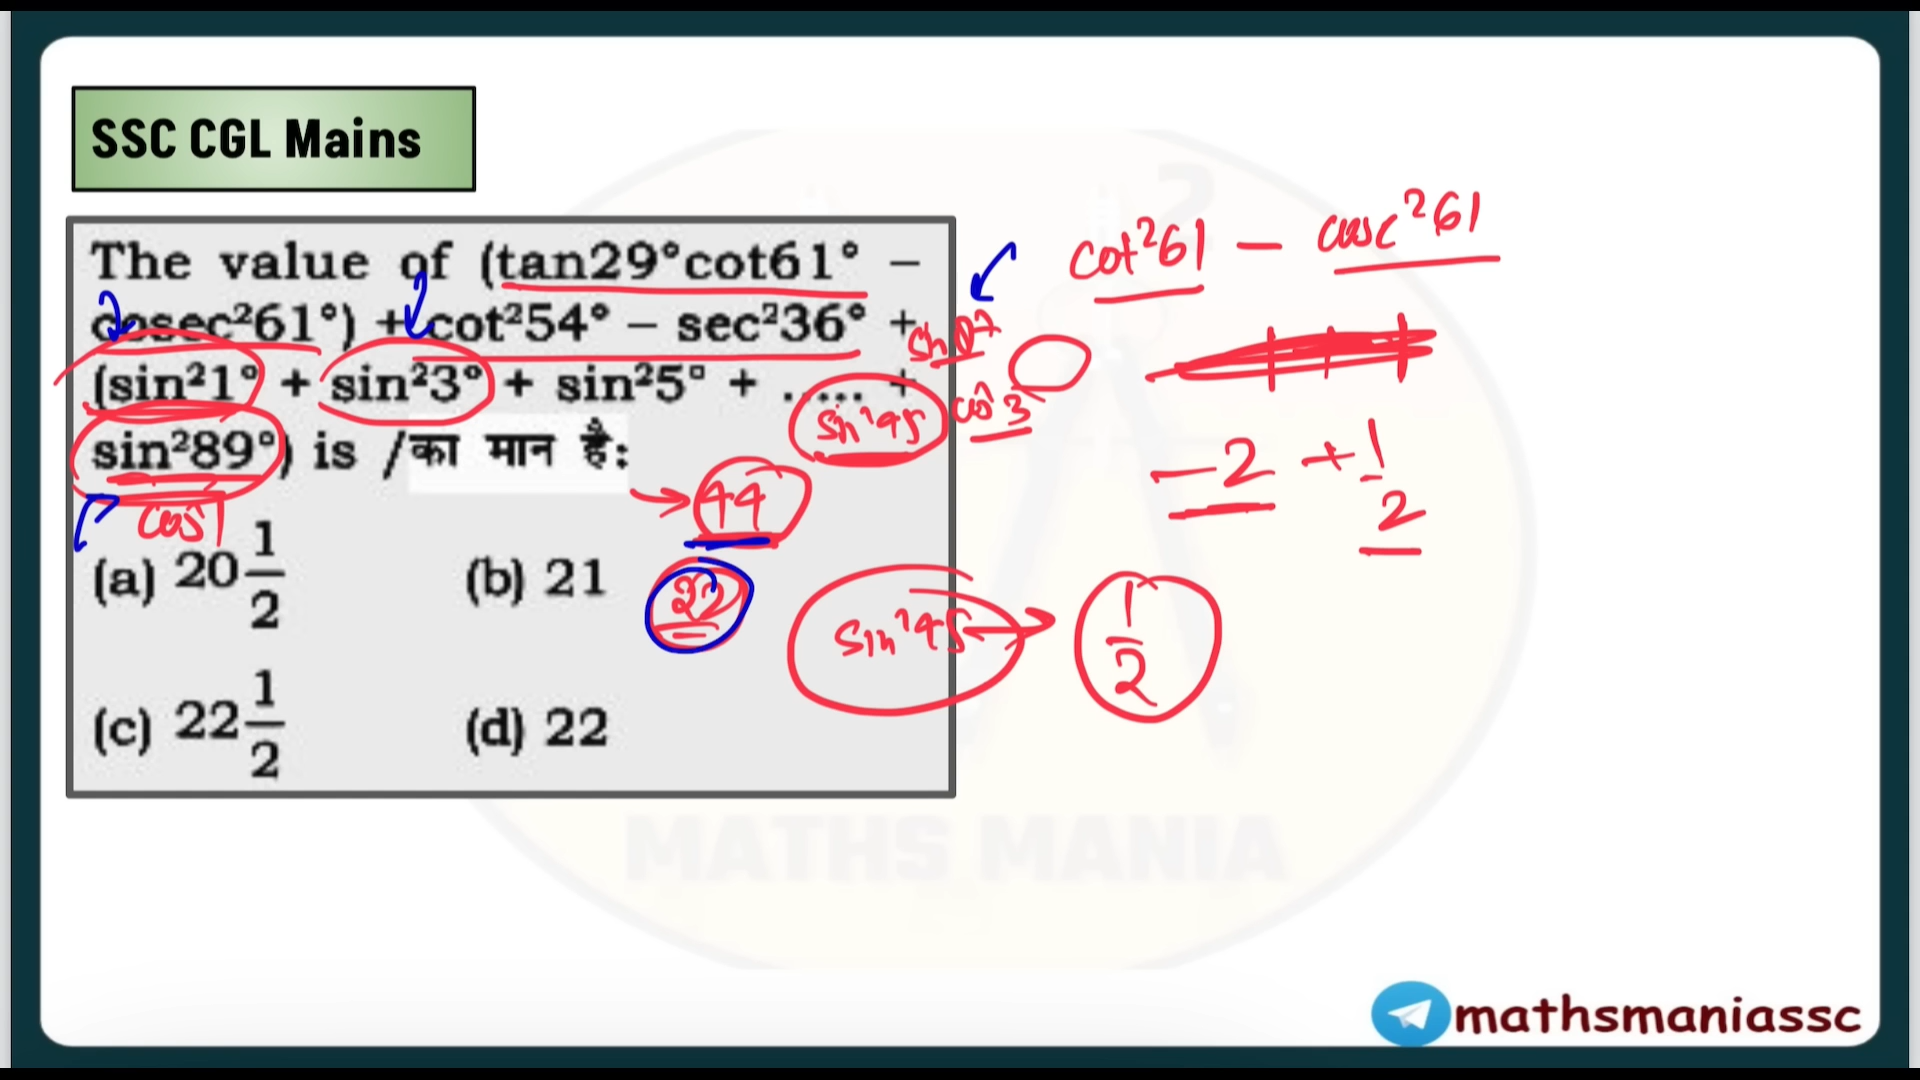 SSC CGL Mains
The value of (tan29°cot61° −
cosec²61°) + cot²54° − sec²36° +
(sin²1° + sin²3° + sin²5° + ..... +
sin²89°) is /का मान है:
(a) 20 1/2
(b) 21
(c) 22 1/2
(d) 22
cot²61 − cosec²61
sin²45
cos²3
cos²1
44
22
−2 + 1/2
sin²45 → 1/2
MATHS MANIA
mathsmaniassc